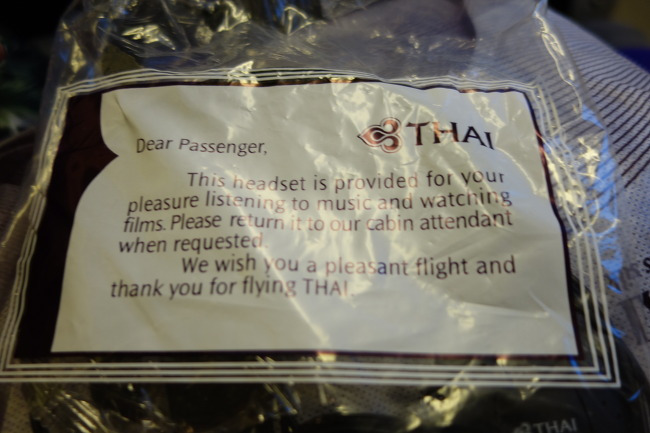 THAI
Dear Passenger,
This headset is provided for your
pleasure listening to music and watching
films. Please return it to our cabin attendant
when requested.
We wish you a pleasant flight and
thank you for flying THAI.
THAI